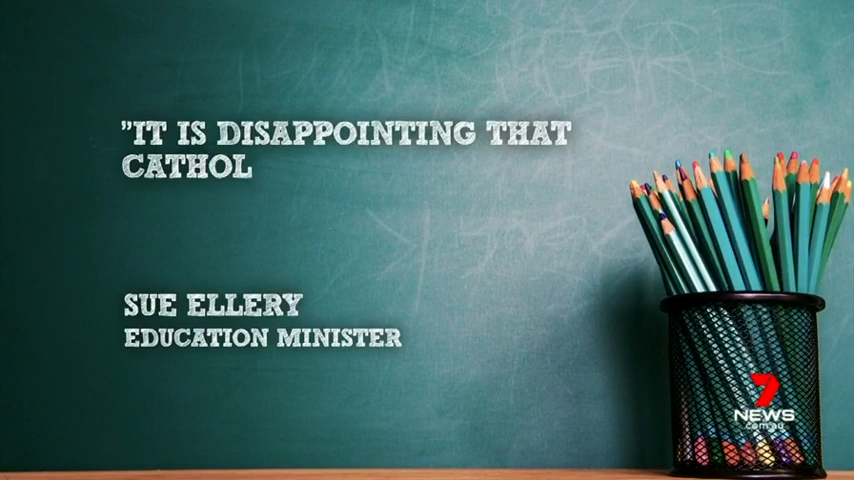 "IT IS DISAPPOINTING THAT
CATHOL
SUE ELLERY
EDUCATION MINISTER
7
NEWS
com.au